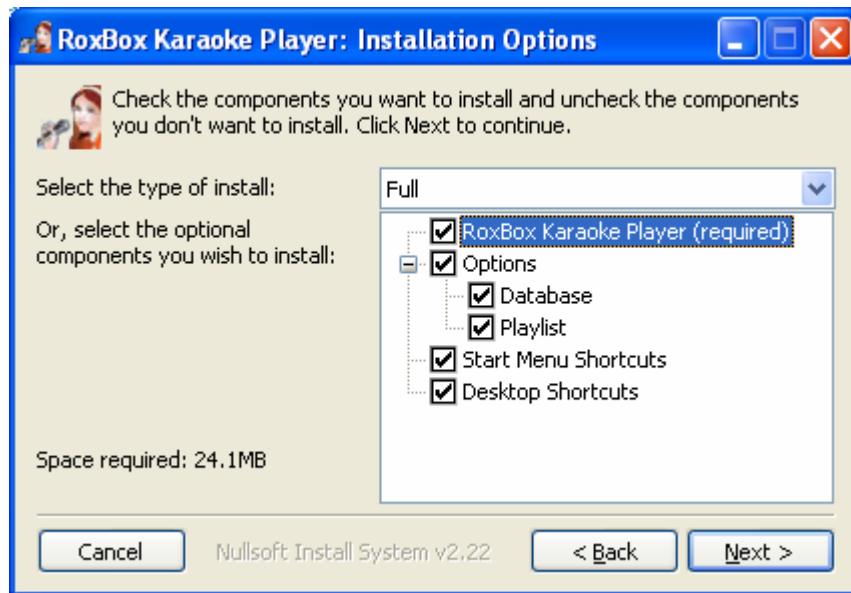 RoxBox Karaoke Player: Installation Options
Check the components you want to install and uncheck the components
you don't want to install. Click Next to continue.
Select the type of install:
Full
Or, select the optional
components you wish to install:
RoxBox Karaoke Player (required)
Options
Database
Playlist
Start Menu Shortcuts
Desktop Shortcuts
Space required: 24.1MB
Cancel
Nullsoft Install System v2.22
< Back
Next >